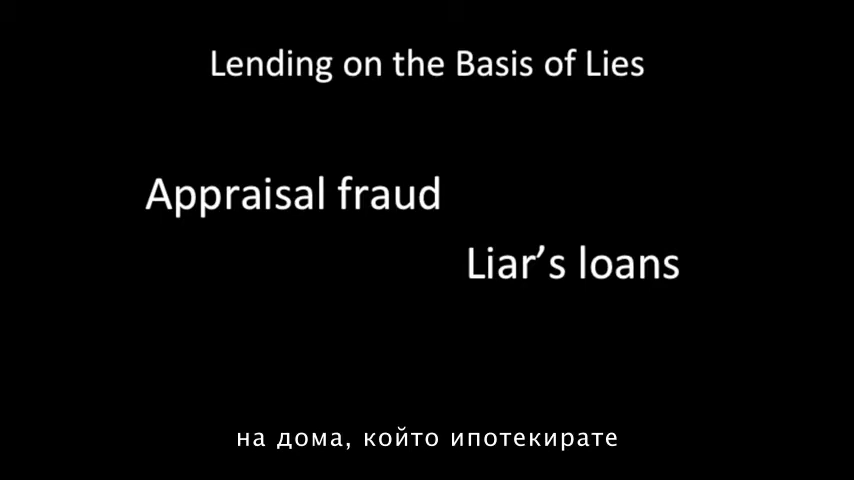 Lending on the Basis of Lies
Appraisal fraud
Liar’s loans
на дома, който ипотекирате